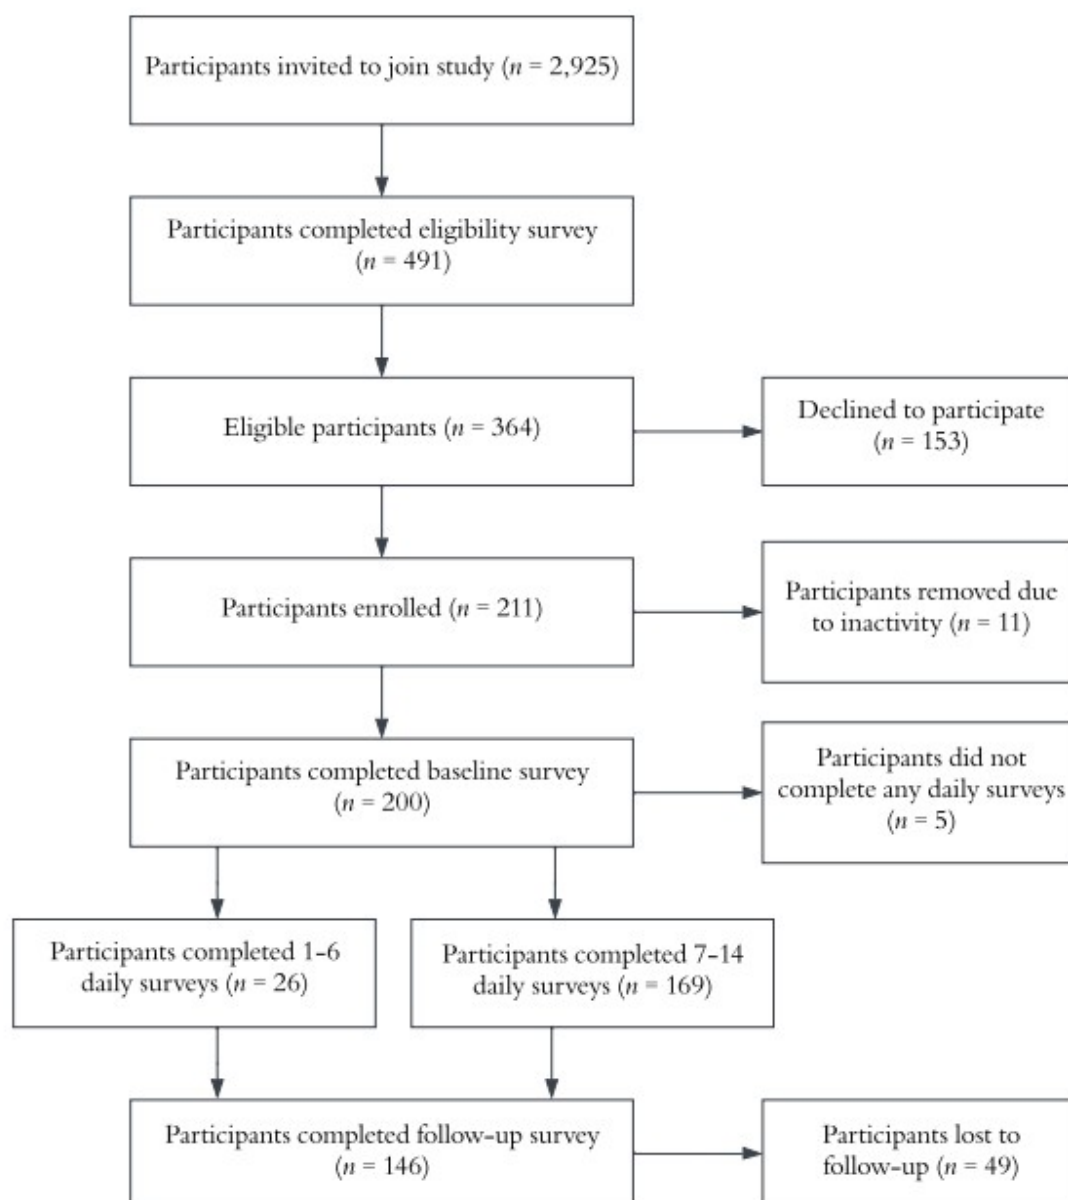 Participants invited to join study (n = 2,925)
Participants completed eligibility survey
(n = 491)
Eligible participants (n = 364)
Declined to participate
(n = 153)
Participants enrolled (n = 211)
Participants removed due
to inactivity (n = 11)
Participants completed baseline survey
(n = 200)
Participants did not
complete any daily surveys
(n = 5)
Participants completed 1-6
daily surveys (n = 26)
Participants completed 7-14
daily surveys (n = 169)
Participants completed follow-up survey
(n = 146)
Participants lost to
follow-up (n = 49)